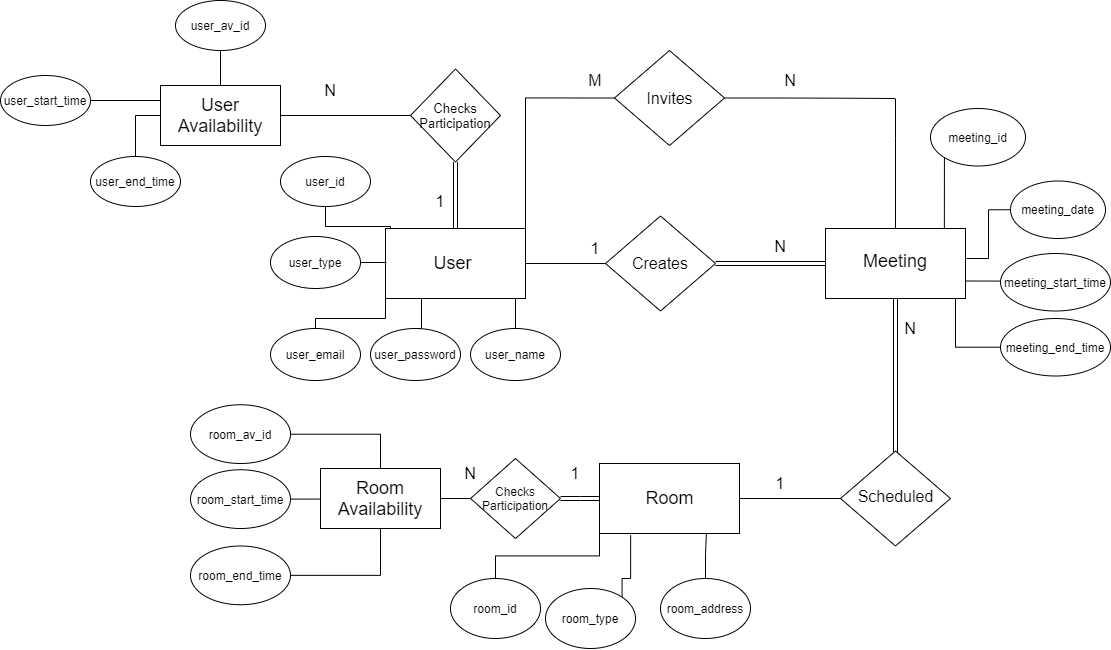 user_av_id
user_start_time
User
Availability
N
Checks
Participation
M
Invites
N
user_end_time
user_id
1
meeting_id
meeting_date
user_type
User
1
Creates
N
Meeting
meeting_start_time
user_email
user_password
user_name
N
meeting_end_time
room_av_id
room_start_time
Room
Availability
N
Checks
Participation
1
Room
1
Scheduled
room_end_time
room_id
room_type
room_address